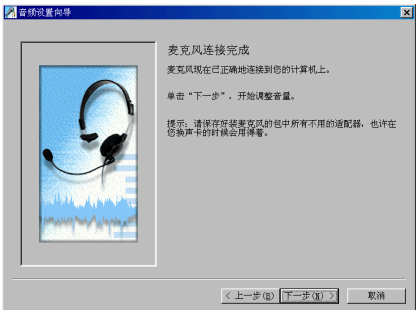 音频设置向导
麦克风连接完成
麦克风现在已正确地连接到您的计算机上。
单击“下一步”，开始调整音量。
提示：请保存好装麦克风的包中所有不用的适配器，也许在
您换声卡的时候会用得着。
< 上一步(B) 下一步(N) > 取消